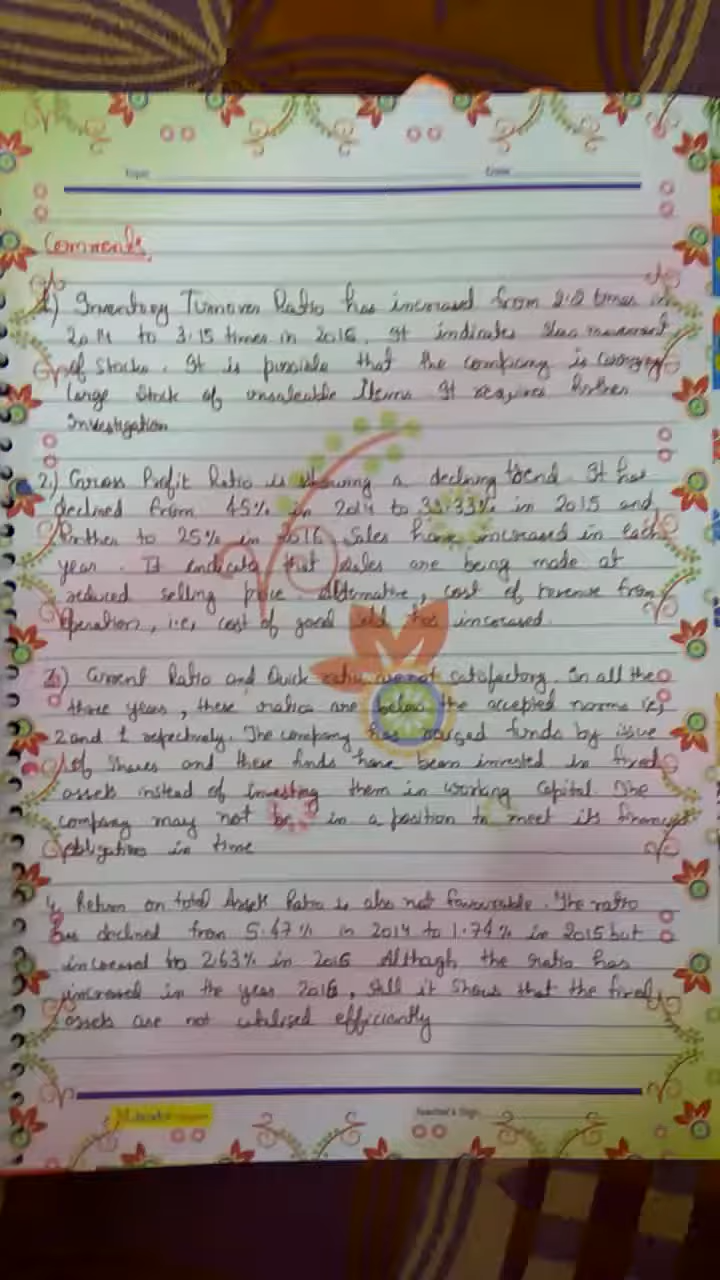 Topic
Date
Comments
1) Inventory Turnover Ratio has increased from 2.0 times in
2014 to 3.15 times in 2016. It indicates slow movement
of stocks. It is possible that the company is carrying
large stock of unsaleable Items It requires further
Investigation
2.) Gross Profit Ratio is showing a declining trend. It has
declined from 45% in 2014 to 33.33% in 2015 and
further to 25% in 2016 Sales have increased in each
year. It indicates that sales are being made at
reduced selling price alternative, cost of revenue from
Operation, i.e, cost of good sold has increased.
3) Current Ratio and Quick ratio are not satisfactory. In all the
three years, these ratios are below the accepted norms i.e,
2 and 1 respectively. The company has raised funds by issue
of Shares and these funds have been invested in fixed
assets instead of investing them in working Capital The
company may not be in a position to meet its financial
obligations in time
4. Return on total Assets Ratio is also not favourable. The ratio
has declined from 5.47% in 2014 to 1.74% in 2015 but
increased to 2.63% in 2016 Although the ratio has
increased in the year 2016, still it shows that the fixed
assets are not utilised efficiently
Teacher's Sign